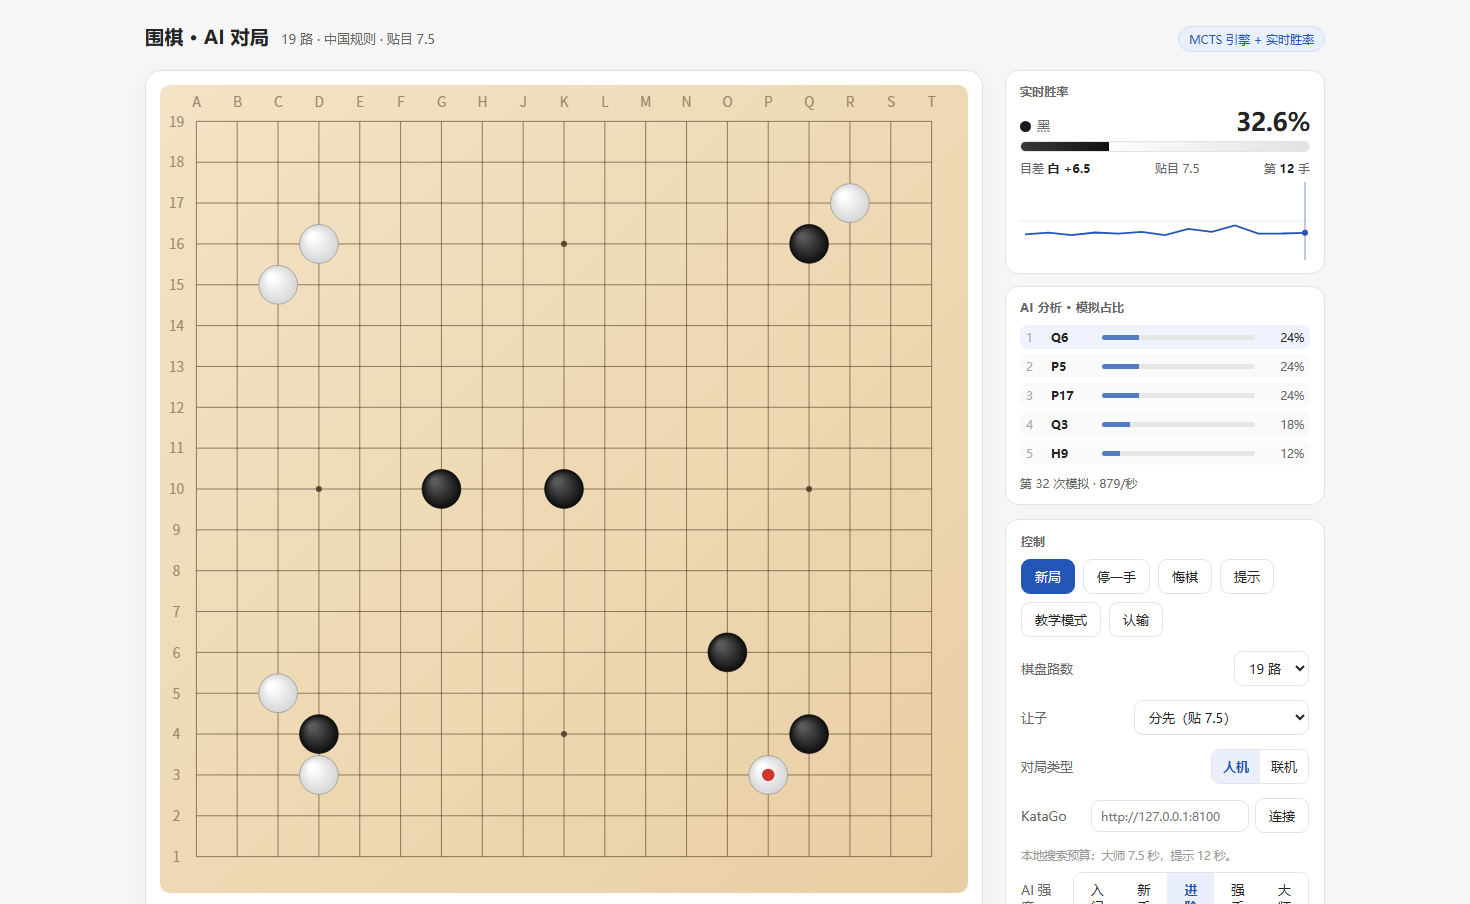 围棋 · AI 对局 19 路 · 中国规则 · 贴目 7.5
MCTS 引擎 + 实时胜率
A B C D E F G H J K L M N O P Q R S T
19
18
17
16
15
14
13
12
11
10
9
8
7
6
5
4
3
2
1
实时胜率
黑 32.6%
目差 白 +6.5 贴目 7.5 第 12 手
AI 分析 · 模拟占比
1 Q6 24%
2 P5 24%
3 P17 24%
4 Q3 18%
5 H9 12%
第 32 次模拟 · 879/秒
控制
新局 停一手 悔棋 提示
教学模式 认输
棋盘路数 19 路
让子 分先（贴 7.5）
对局类型 人机 联机
KataGo http://127.0.0.1:8100 连接
本地搜索预算：大师 7.5 秒，提示 12 秒。
AI 强 入 新 进 强 大